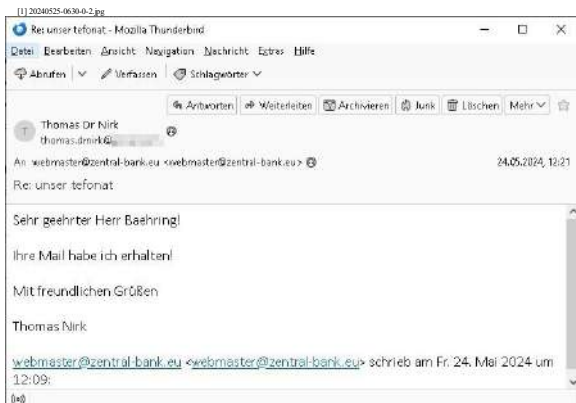 [1] 20240525-0630-0-2.jpg
Re: unser tefonat - Mozilla Thunderbird
Datei Bearbeiten Ansicht Navigation Nachricht Extras Hilfe
Abrufen Verfassen Schlagwörter
Antworten Weiterleiten Archivieren Junk Löschen Mehr
T Thomas Dr Nirk
thomas.drnirk@
An webmaster@zentral-bank.eu <webmaster@zentral-bank.eu> 24.05.2024, 12:21
Re: unser tefonat
Sehr geehrter Herr Baehring!
Ihre Mail habe ich erhalten!
Mit freundlichen Grüßen
Thomas Nirk
webmaster@zentral-bank.eu <webmaster@zentral-bank.eu> schrieb am Fr. 24. Mai 2024 um
12:09: